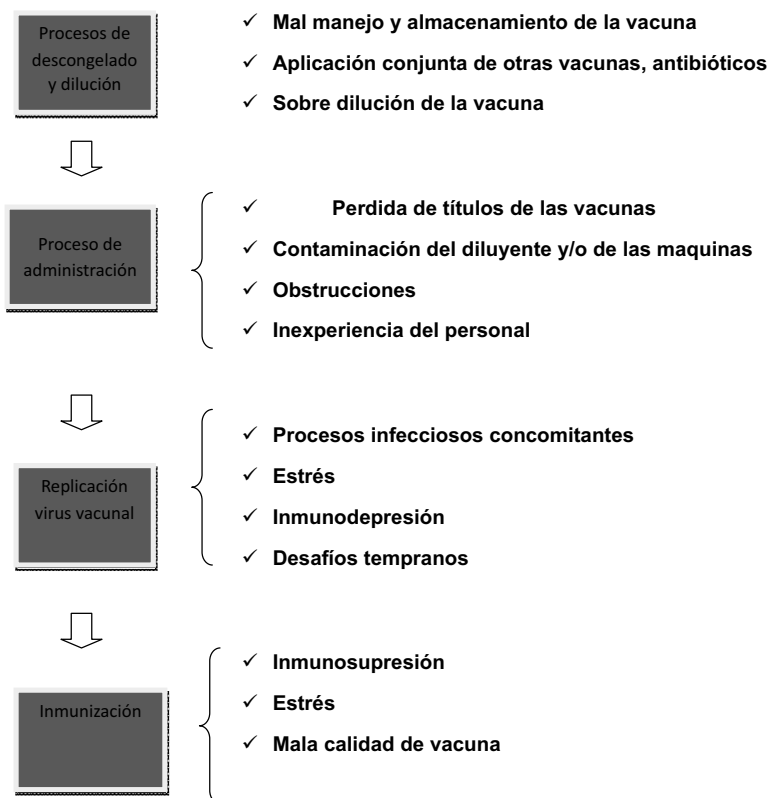 Procesos de
descongelado
y dilución
✓ Mal manejo y almacenamiento de la vacuna
✓ Aplicación conjunta de otras vacunas, antibióticos
✓ Sobre dilución de la vacuna
Proceso de
administración
✓ Perdida de títulos de las vacunas
✓ Contaminación del diluyente y/o de las maquinas
✓ Obstrucciones
✓ Inexperiencia del personal
Replicación
virus vacunal
✓ Procesos infecciosos concomitantes
✓ Estrés
✓ Inmunodepresión
✓ Desafíos tempranos
Inmunización
✓ Inmunosupresión
✓ Estrés
✓ Mala calidad de vacuna